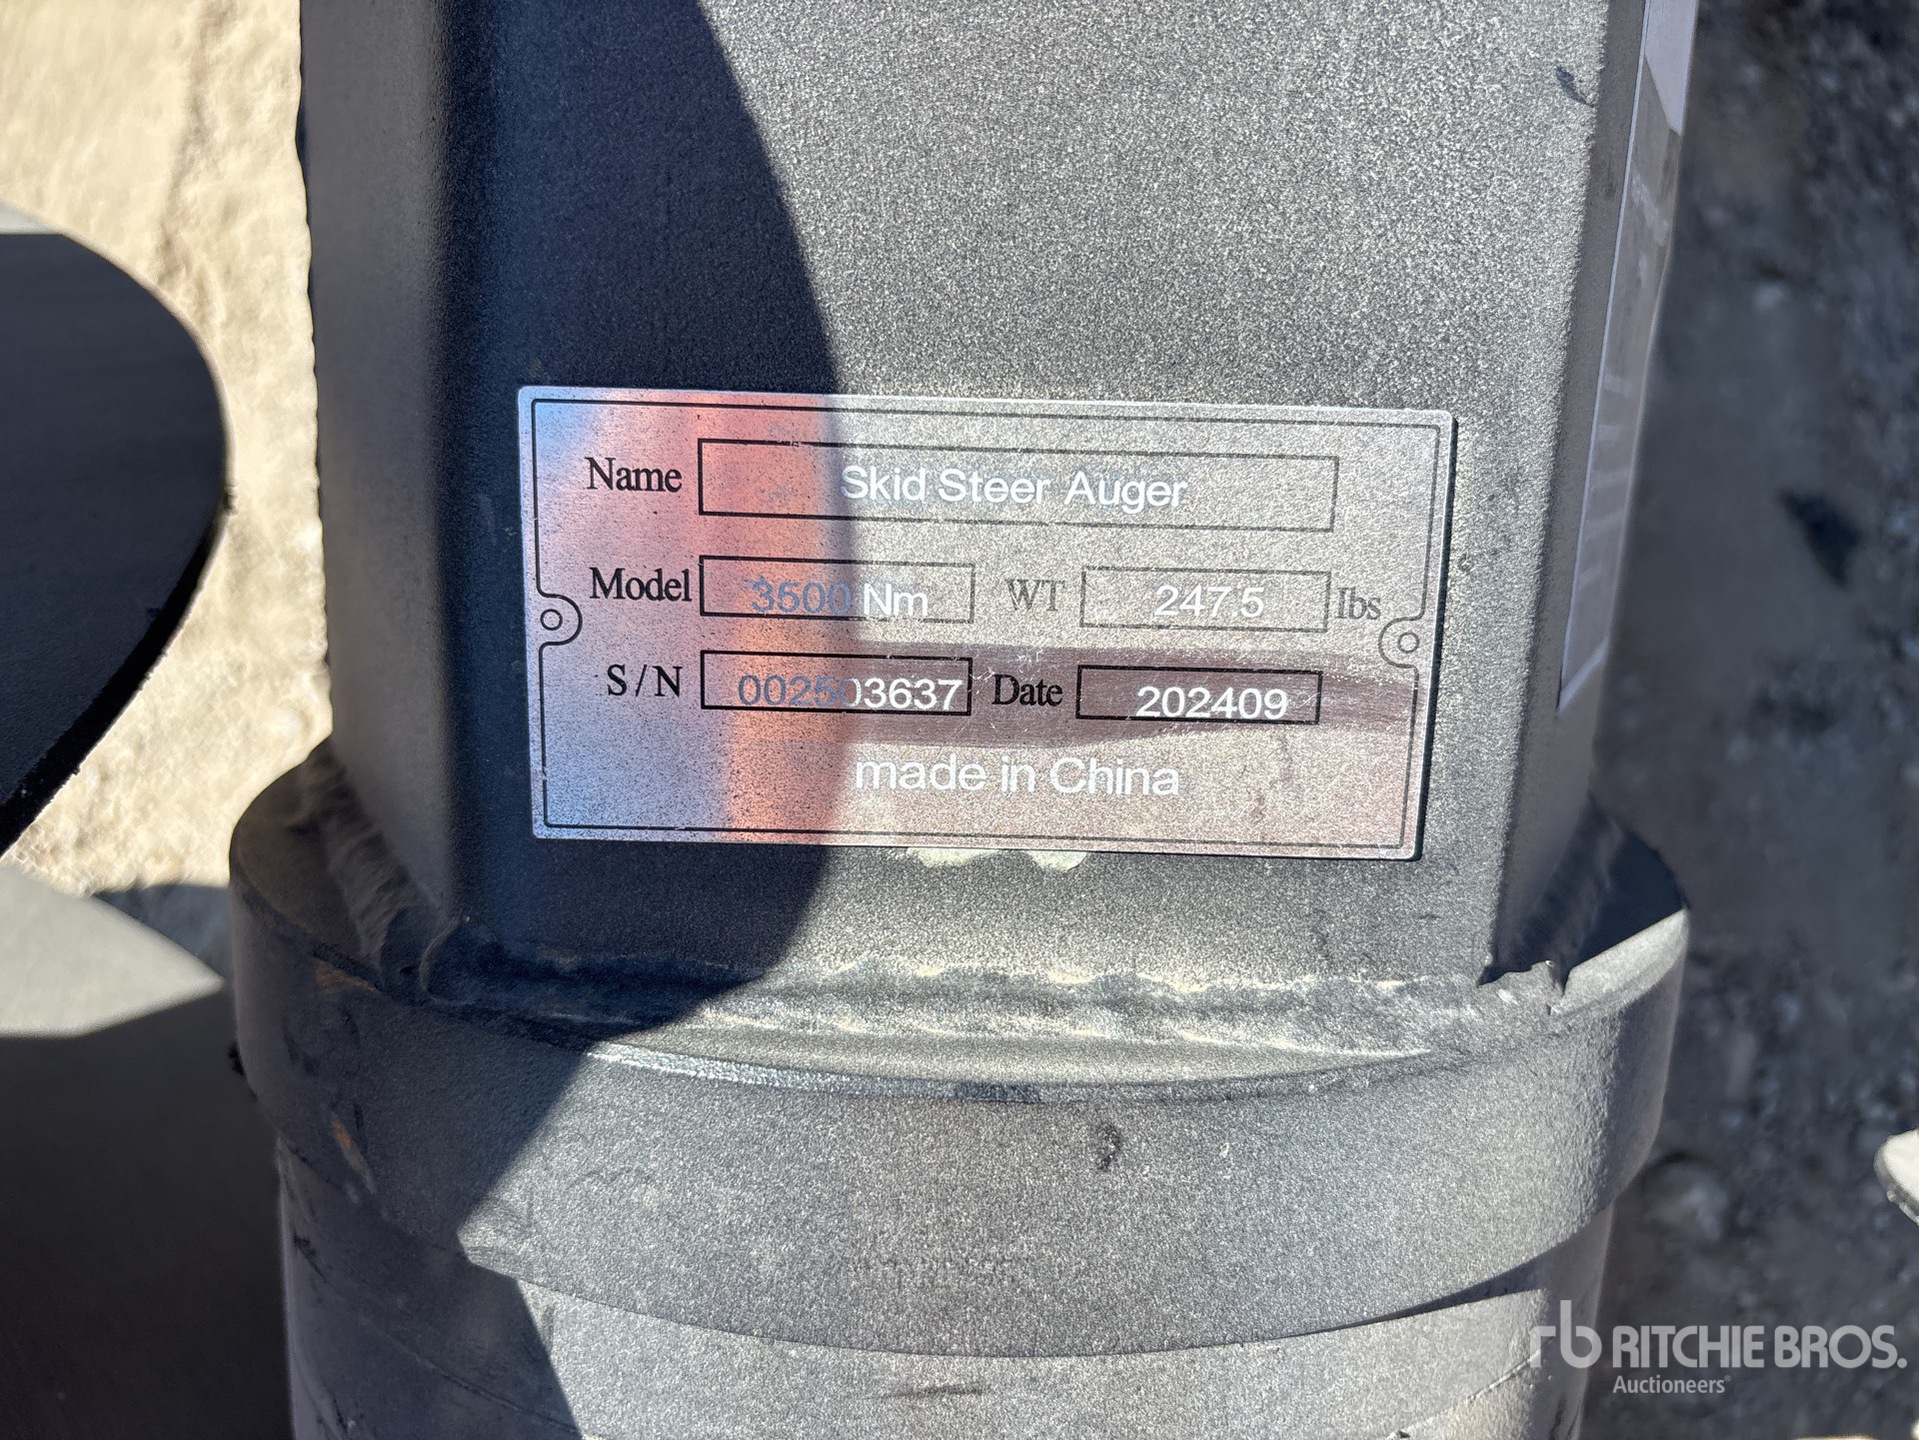 Name Skid Steer Auger
Model 3500 Nm WT 247.5 lbs
S/N 002503637 Date 202409
made in China
rb RITCHIE BROS.
Auctioneers